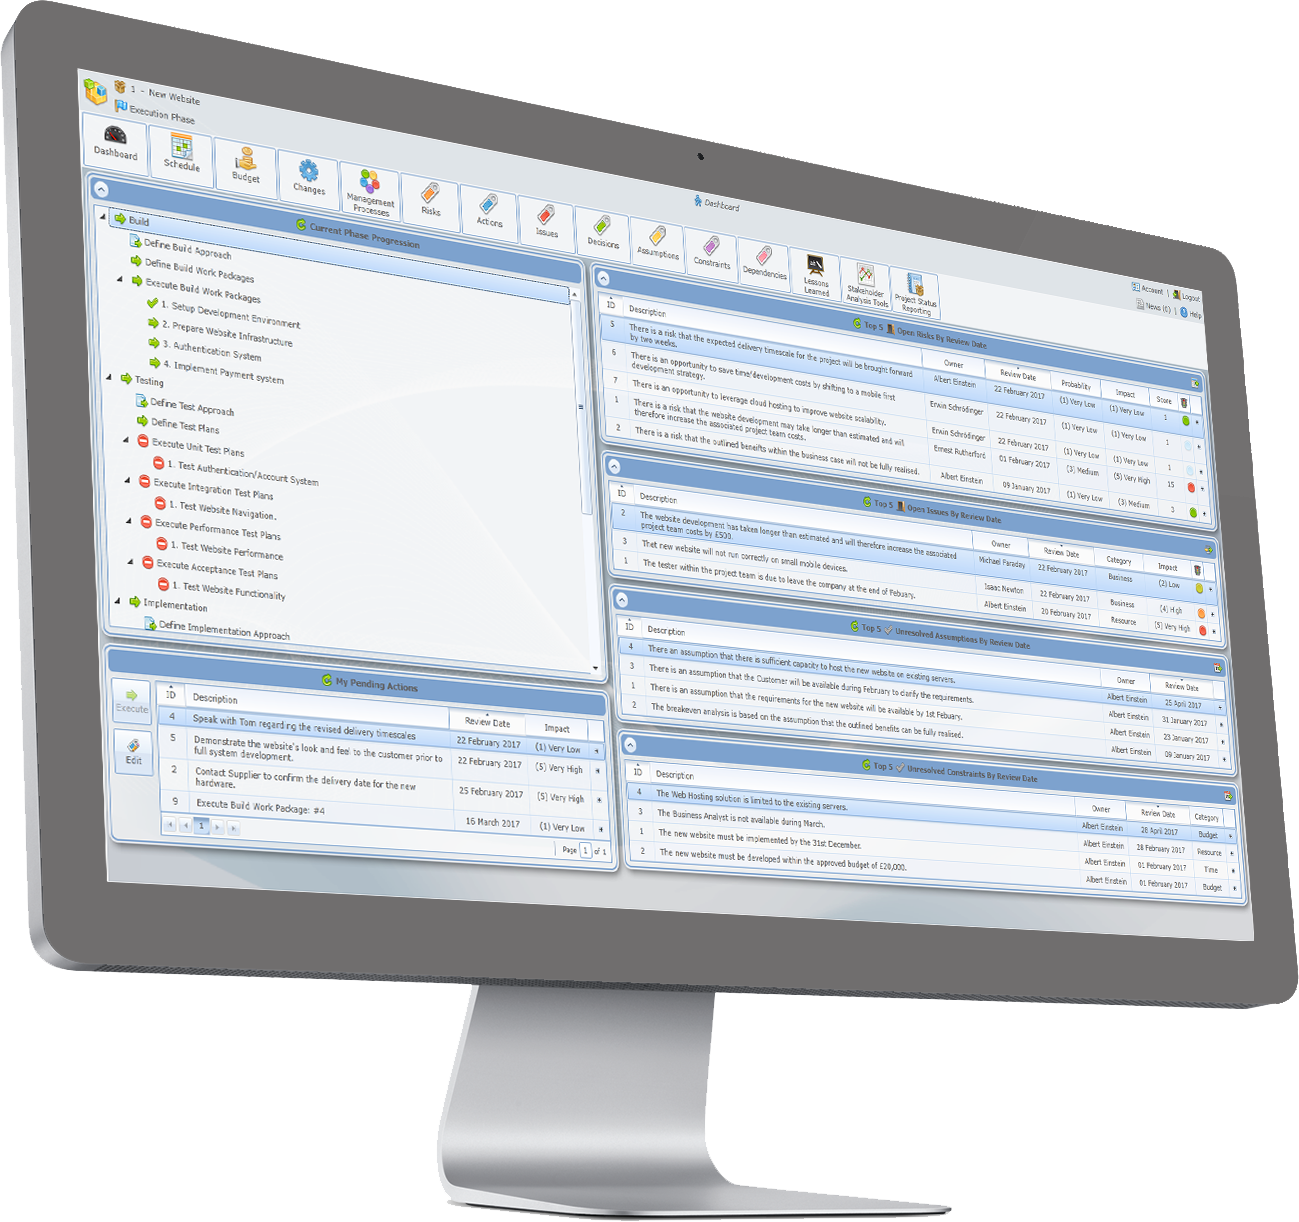 1 - New Website
Execution Phase
Dashboard
Schedule
Budget
Changes
Management
Processes
Risks
Actions
Issues
Decisions
Assumptions
Constraints
Dependencies
Lessons
Learned
Stakeholder
Analysis Tools
Project Status
Reporting
Dashboard
Account | Logout
News (6) | Help
Current Phase Progression
Build
Define Build Approach
Define Build Work Packages
Execute Build Work Packages
1. Setup Development Environment
2. Prepare Website Infrastructure
3. Authentication System
4. Implement Payment system
Testing
Define Test Approach
Define Test Plans
Execute Unit Test Plans
1. Test Authentication/Account System
Execute Integration Test Plans
1. Test Website Navigation.
Execute Performance Test Plans
1. Test Website Performance
Execute Acceptance Test Plans
1. Test Website Functionality
Implementation
Define Implementation Approach
My Pending Actions
Execute
Edit
ID Description Review Date Impact
4 Speak with Tom regarding the revised delivery timescales 22 February 2017 (1) Very Low
5 Demonstrate the website's look and feel to the customer prior to
full system development. 22 February 2017 (5) Very High
2 Contact Supplier to confirm the delivery date for the new
hardware. 25 February 2017 (5) Very High
9 Execute Build Work Package: #4 16 March 2017 (1) Very Low
1
Page 1 of 1
Top 5 Open Risks By Review Date
ID Description Owner Review Date Probability Impact Score
5 There is a risk that the expected delivery timescale for the project will be brought forward
by two weeks. Albert Einstein 22 February 2017 (1) Very Low (1) Very Low 1
6 There is an opportunity to save time/development costs by shifting to a mobile first
development strategy. Erwin Schrödinger 22 February 2017 (1) Very Low (1) Very Low 1
7 There is an opportunity to leverage cloud hosting to improve website scalability. Erwin Schrödinger 22 February 2017 (1) Very Low (1) Very Low 1
1 There is a risk that the website development may take longer than estimated and will
therefore increase the associated project team costs. Ernest Rutherford 01 February 2017 (3) Medium (5) Very High 15
2 There is a risk that the outlined benefits within the business case will not be fully realised. Albert Einstein 09 January 2017 (1) Very Low (3) Medium 3
Top 5 Open Issues By Review Date
ID Description Owner Review Date Category Impact
2 The website development has taken longer than estimated and will therefore increase the associated
project team costs by £500. Michael Faraday 22 February 2017 Business (2) Low
3 Thet new website will not run correctly on small mobile devices. Isaac Newton 22 February 2017 Business (4) High
1 The tester within the project team is due to leave the company at the end of Febuary. Albert Einstein 20 February 2017 Resource (5) Very High
Top 5 Unresolved Assumptions By Review Date
ID Description Owner Review Date
4 There an assumption that there is sufficient capacity to host the new website on existing servers. Albert Einstein 25 April 2017
3 There is an assumption that the Customer will be available during February to clarify the requirements. Albert Einstein 31 January 2017
1 There is an assumption that the requirements for the new website will be available by 1st Febuary. Albert Einstein 23 January 2017
2 The breakeven analysis is based on the assumption that the outlined benefits can be fully realised. Albert Einstein 09 January 2017
Top 5 Unresolved Constraints By Review Date
ID Description Owner Review Date Category
4 The Web Hosting solution is limited to the existing servers. Albert Einstein 28 April 2017 Budget
3 The Business Analyst is not available during March. Albert Einstein 28 February 2017 Resource
1 The new website must be implemented by the 31st December. Albert Einstein 01 February 2017 Time
2 The new website must be developed within the approved budget of £20,000. Albert Einstein 01 February 2017 Budget